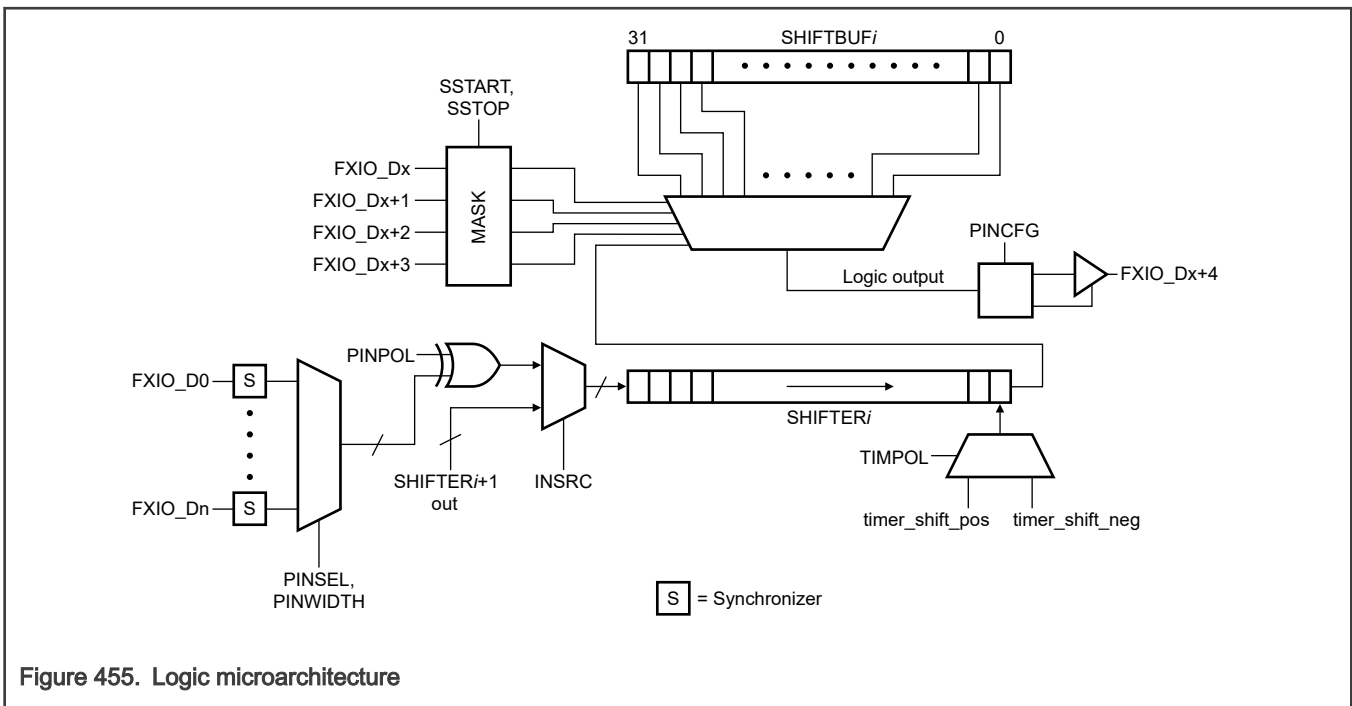 31 SHIFTBUFi 0
SSTART,
SSTOP
FXIO_Dx
FXIO_Dx+1
FXIO_Dx+2
FXIO_Dx+3
MASK
PINCFG
Logic output
FXIO_Dx+4
PINPOL
FXIO_D0
S
SHIFTERi
TIMPOL
SHIFTERi+1
out
INSRC
FXIO_Dn
S
timer_shift_pos timer_shift_neg
PINSEL,
PINWIDTH
S = Synchronizer
Figure 455. Logic microarchitecture